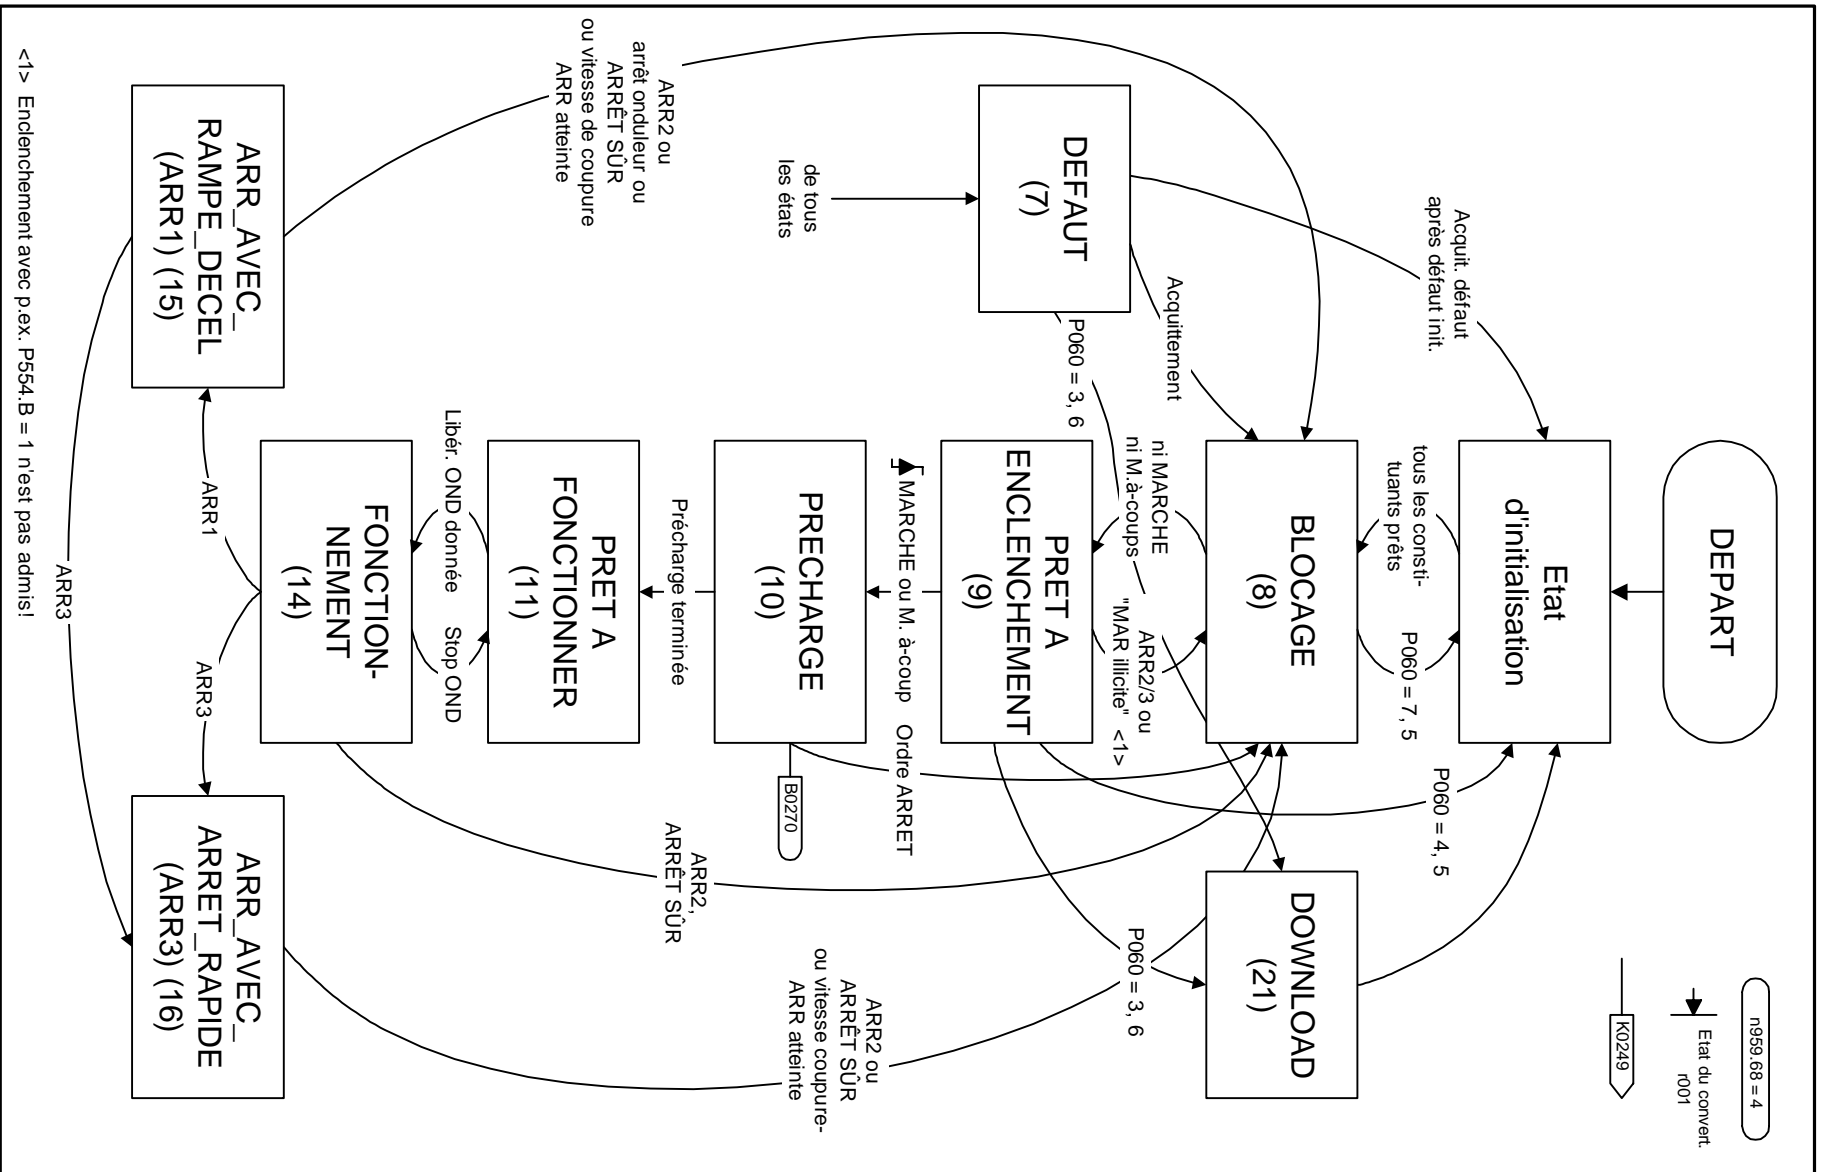 DEPART
n959.68 = 4
Etat du convert.
r001
K0249
Etat
d'initialisation
Acquit. défaut
après défaut init.
tous les consti-
tuants prêts
P060 = 7, 5
P060 = 4, 5
BLOCAGE
(8)
DOWNLOAD
(21)
DEFAUT
(7)
de tous
les états
Acquittement
P060 = 3, 6
ni MARCHE
ni M.à-coups
ARR2/3 ou
"MAR illicite" <1>
P060 = 3, 6
PRET A
ENCLENCHEMENT
(9)
MARCHE ou M. à-coup
Ordre ARRET
PRECHARGE
(10)
B0270
Précharge terminée
PRET A
FONCTIONNER
(11)
Libér. OND donnée
Stop OND
ARR2,
ARRÊT SÛR
ARR2 ou
arrêt onduleur ou
ARRÊT SÛR
ou vitesse de coupure
ARR atteinte
ARR2 ou
ARRÊT SÛR
ou vitesse coupure-
ARR atteinte
FONCTION-
NEMENT
(14)
ARR1
ARR3
ARR_AVEC_
RAMPE_DECEL
(ARR1) (15)
ARR_AVEC_
ARRET_RAPIDE
(ARR3) (16)
ARR3
<1> Enclenchement avec p.ex. P554.B = 1 n'est pas admis!